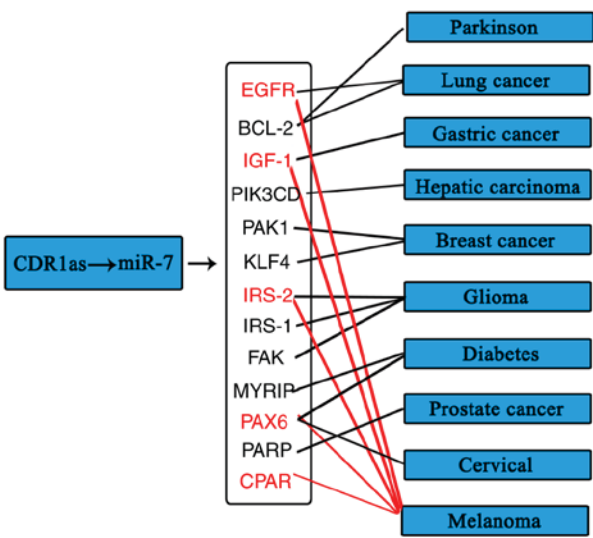 CDR1as→miR-7
EGFR
BCL-2
IGF-1
PIK3CD
PAK1
KLF4
IRS-2
IRS-1
FAK
MYRIP
PAX6
PARP
CPAR
Parkinson
Lung cancer
Gastric cancer
Hepatic carcinoma
Breast cancer
Glioma
Diabetes
Prostate cancer
Cervical
Melanoma